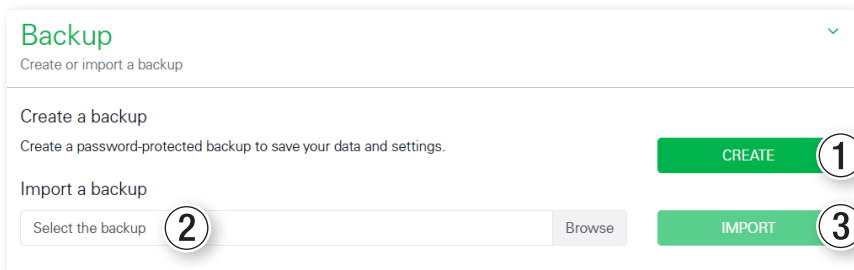 Backup
Create or import a backup
Create a backup
Create a password-protected backup to save your data and settings.
CREATE 1
Import a backup
Select the backup 2 Browse IMPORT 3